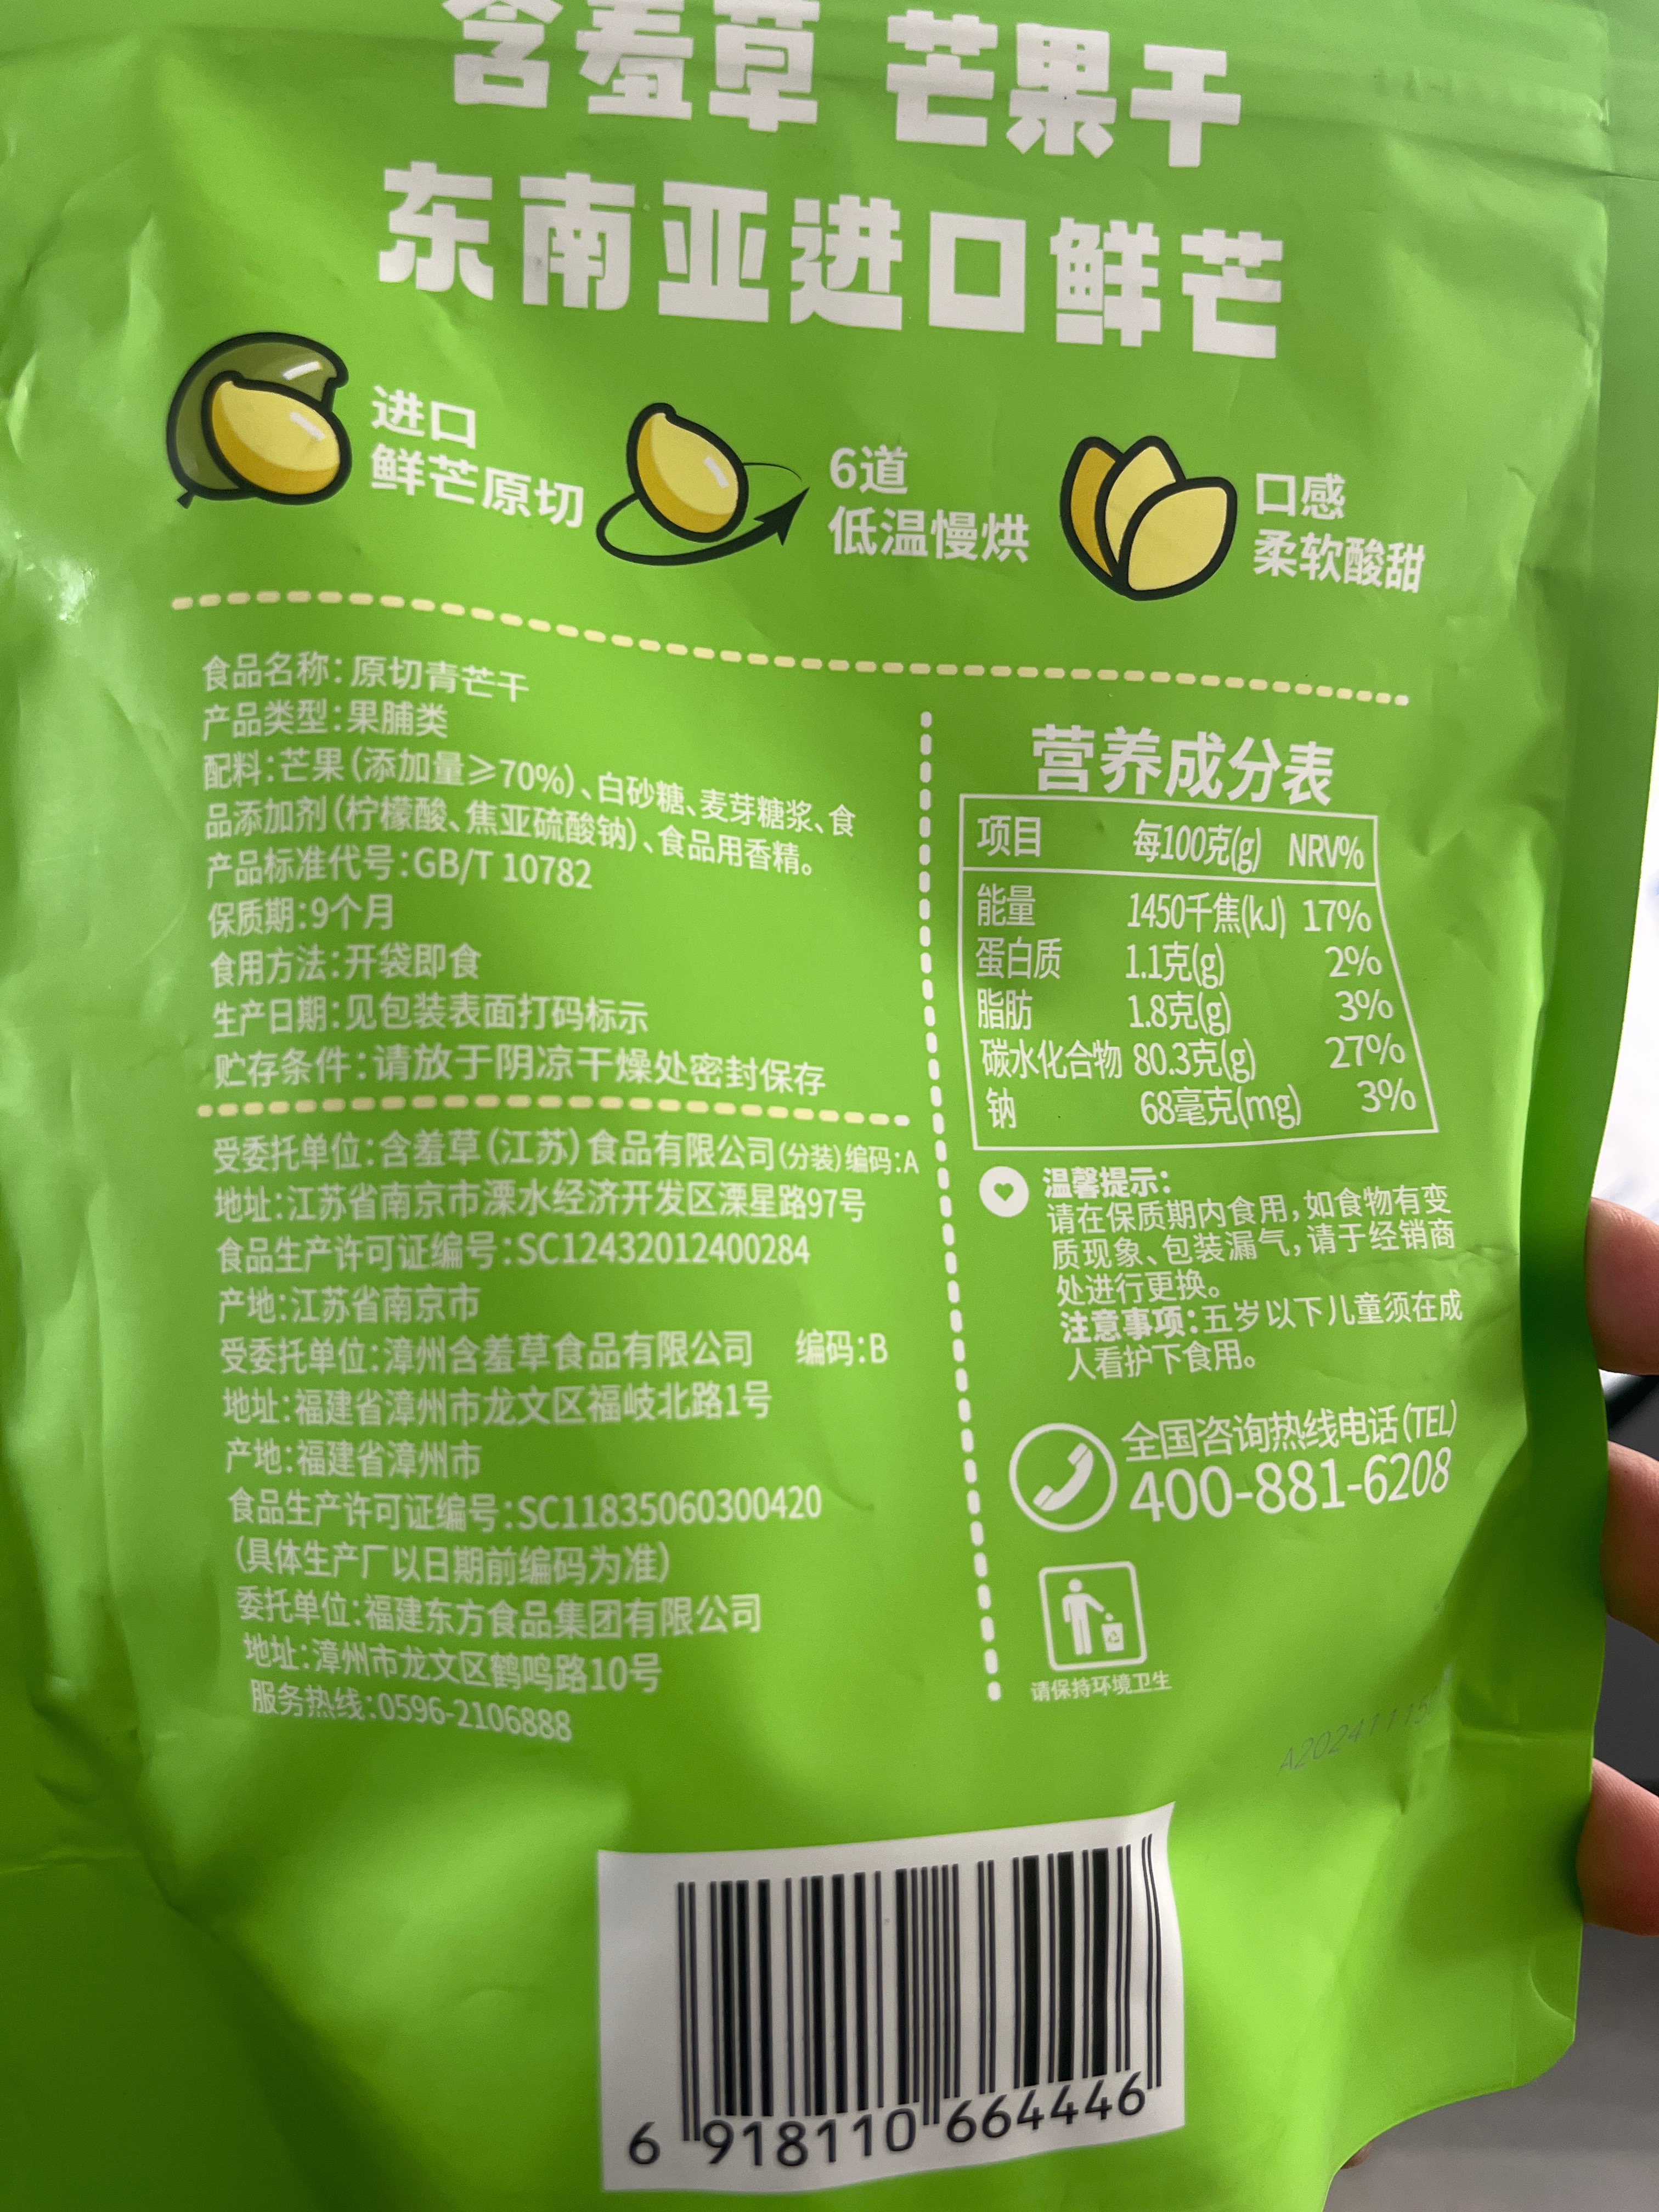 含羞草 芒果干
东南亚进口鲜芒
进口
鲜芒原切
6道
低温慢烘
口感
柔软酸甜
食品名称:原切青芒干
产品类型:果脯类
配料:芒果(添加量≥70%)、白砂糖、麦芽糖浆、食
品添加剂(柠檬酸、焦亚硫酸钠)、食品用香精。
产品标准代号:GB/T 10782
保质期:9个月
食用方法:开袋即食
生产日期:见包装表面打码标示
贮存条件:请放于阴凉干燥处密封保存
受委托单位:含羞草(江苏)食品有限公司(分装)编码:A
地址:江苏省南京市溧水经济开发区溧星路97号
食品生产许可证编号:SC12432012400284
产地:江苏省南京市
受委托单位:漳州含羞草食品有限公司 编码:B
地址:福建省漳州市龙文区福岐北路1号
产地:福建省漳州市
食品生产许可证编号:SC11835060300420
(具体生产厂以日期前编码为准)
委托单位:福建东方食品集团有限公司
地址:漳州市龙文区鹤鸣路10号
服务热线:0596-2106888
营养成分表
项目 每100克(g) NRV%
能量 1450千焦(kJ) 17%
蛋白质 1.1克(g) 2%
脂肪 1.8克(g) 3%
碳水化合物 80.3克(g) 27%
钠 68毫克(mg) 3%
温馨提示:
请在保质期内食用,如食物有变
质现象、包装漏气,请于经销商
处进行更换。
注意事项:五岁以下儿童须在成
人看护下食用。
全国咨询热线电话(TEL)
400-881-6208
请保持环境卫生
6 918110 664446